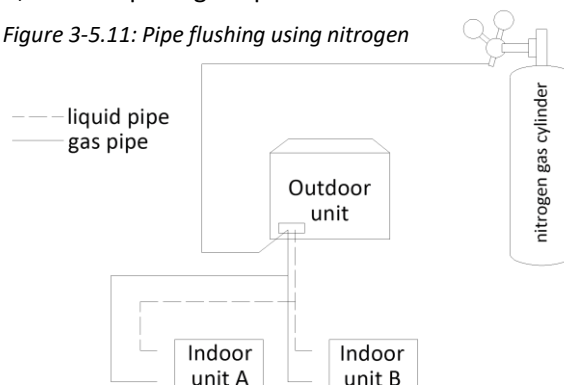 Figure 3-5.11: Pipe flushing using nitrogen
liquid pipe
gas pipe
nitrogen gas cylinder
Outdoor
unit
Indoor
unit A
Indoor
unit B